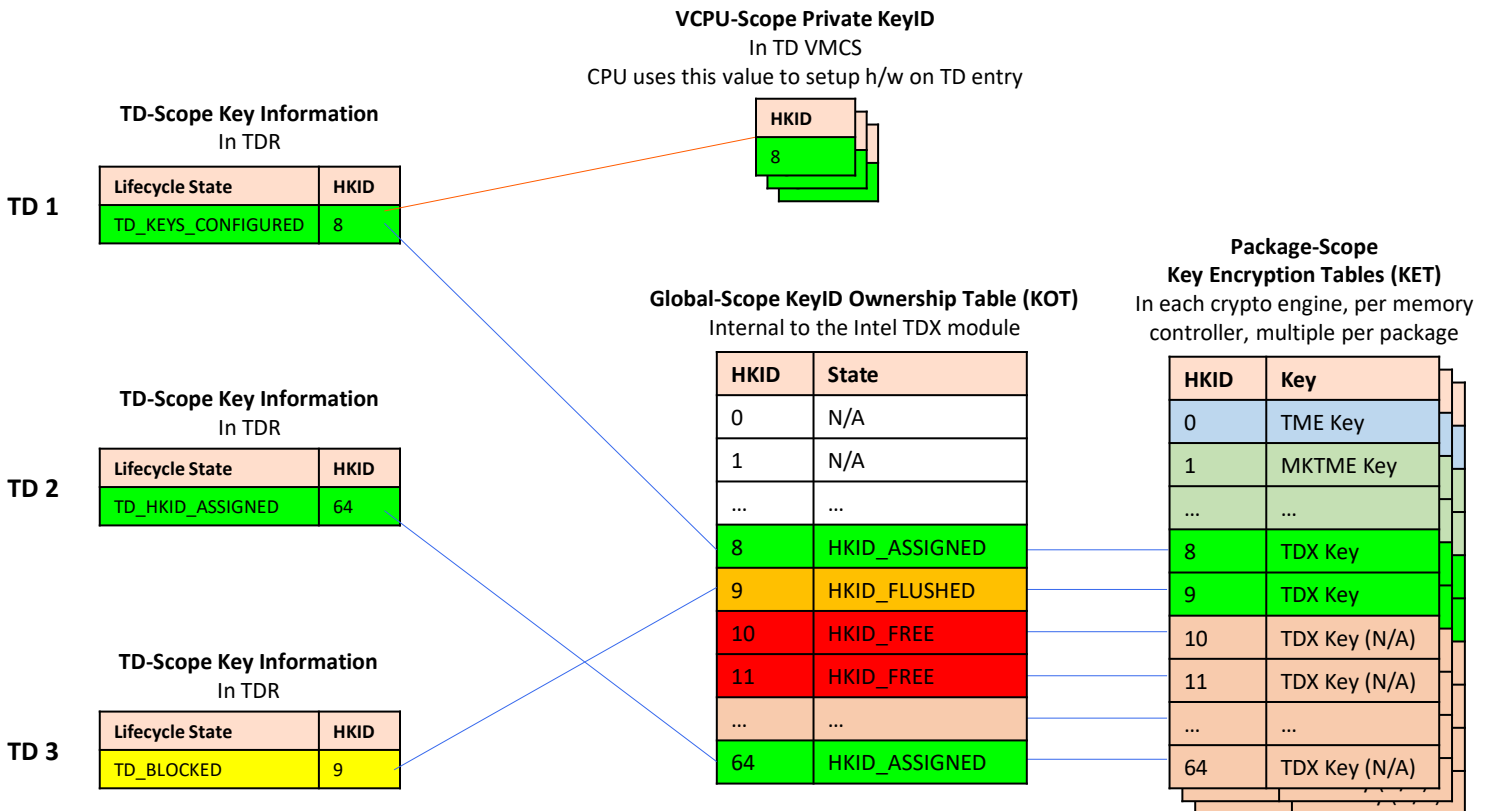 VCPU-Scope Private KeyID
In TD VMCS
CPU uses this value to setup h/w on TD entry
HKID
8
TD-Scope Key Information
In TDR
TD 1
Lifecycle State HKID
TD_KEYS_CONFIGURED 8
TD-Scope Key Information
In TDR
TD 2
Lifecycle State HKID
TD_HKID_ASSIGNED 64
TD-Scope Key Information
In TDR
TD 3
Lifecycle State HKID
TD_BLOCKED 9
Global-Scope KeyID Ownership Table (KOT)
Internal to the Intel TDX module
HKID State
0 N/A
1 N/A
... ...
8 HKID_ASSIGNED
9 HKID_FLUSHED
10 HKID_FREE
11 HKID_FREE
... ...
64 HKID_ASSIGNED
Package-Scope
Key Encryption Tables (KET)
In each crypto engine, per memory
controller, multiple per package
HKID Key
0 TME Key
1 MKTME Key
... ...
8 TDX Key
9 TDX Key
10 TDX Key (N/A)
11 TDX Key (N/A)
... ...
64 TDX Key (N/A)